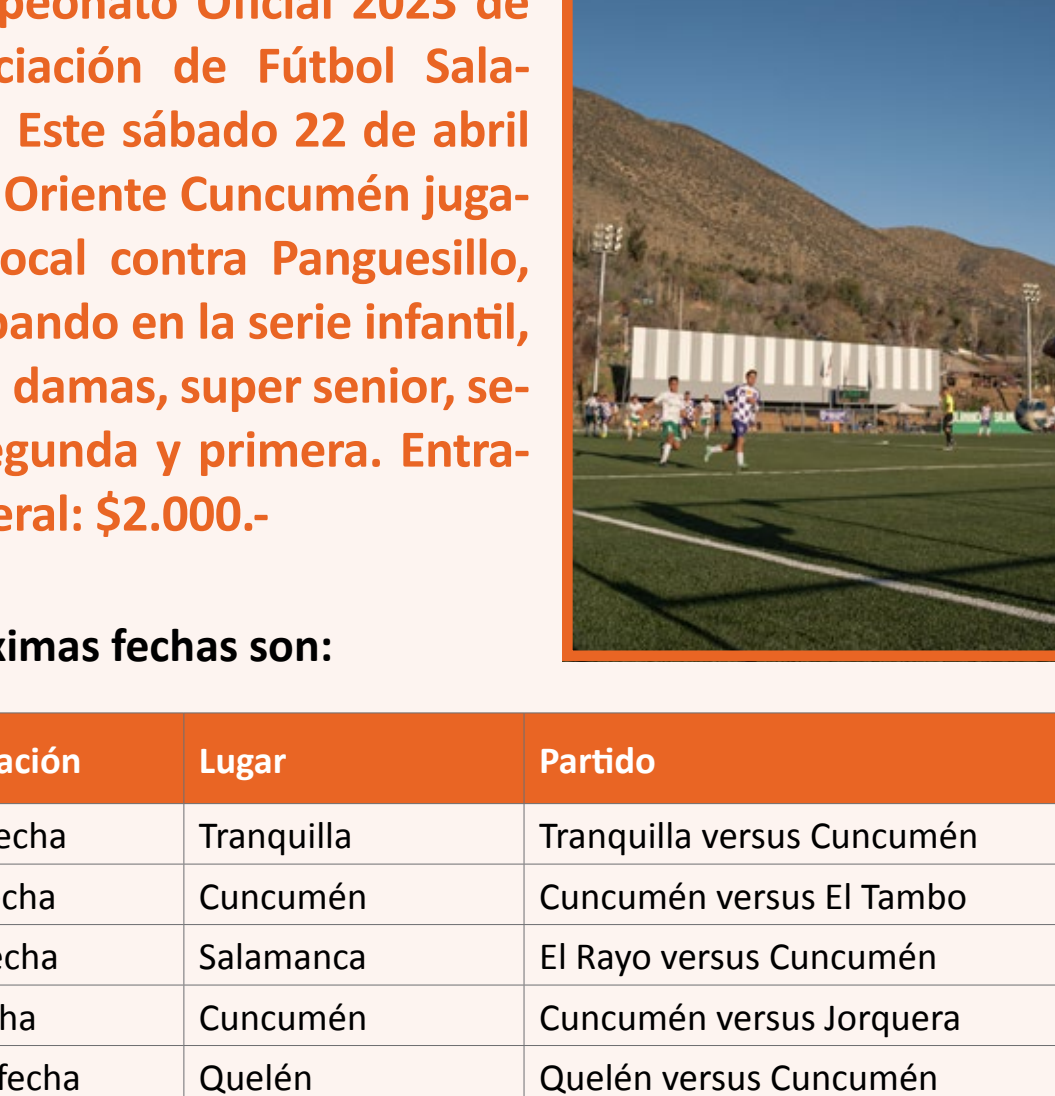 peonato Oficial 2023 de
ciación de Fútbol Sala-
Este sábado 22 de abril
Oriente Cuncumén juga-
ocal contra Panguesillo,
pando en la serie infantil,
damas, super senior, se-
egunda y primera. Entra-
eral: $2.000.-
ximas fechas son:
ación Lugar Partido
echa Tranquilla Tranquilla versus Cuncumén
cha Cuncumén Cuncumén versus El Tambo
echa Salamanca El Rayo versus Cuncumén
ha Cuncumén Cuncumén versus Jorquera
fecha Quelén Quelén versus Cuncumén